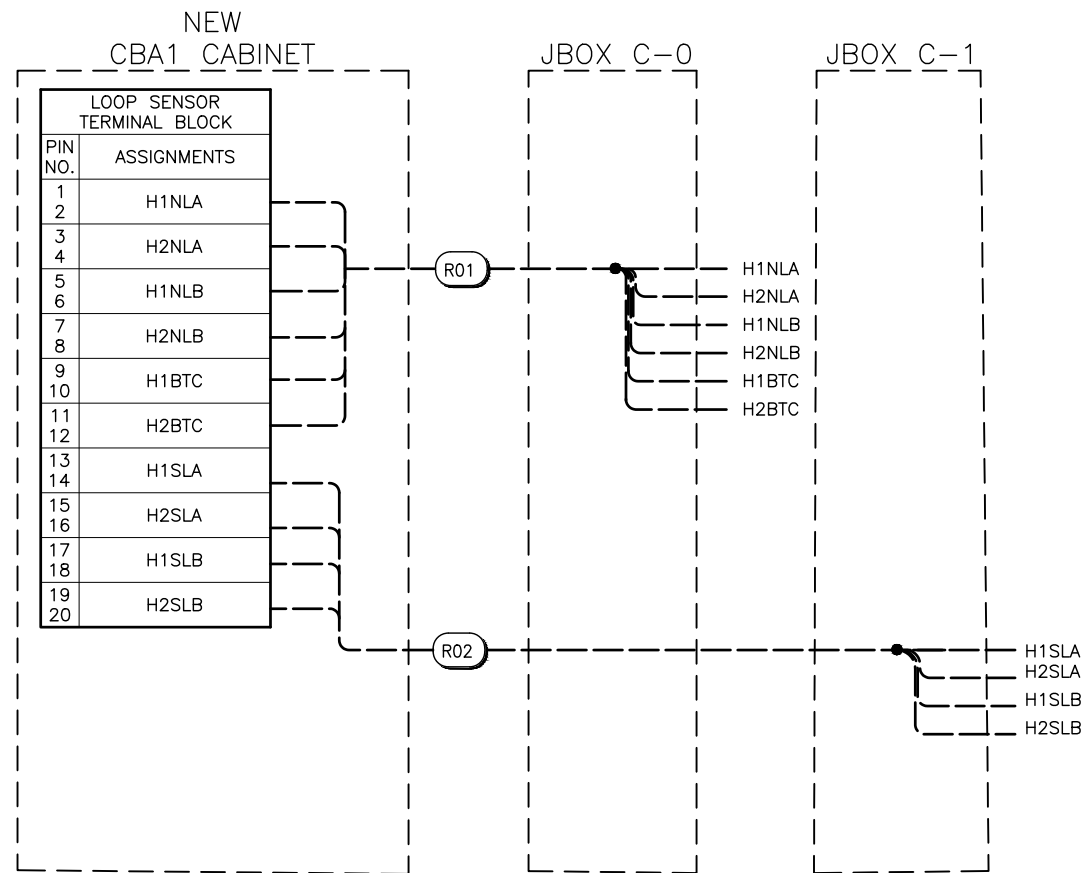 NEW
CBA1 CABINET
JBOX C-0
JBOX C-1
LOOP SENSOR
TERMINAL BLOCK
PIN
NO.
ASSIGNMENTS
1
2
H1NLA
3
4
H2NLA
5
6
H1NLB
7
8
H2NLB
9
10
H1BTC
11
12
H2BTC
13
14
H1SLA
15
16
H2SLA
17
18
H1SLB
19
20
H2SLB
R01
H1NLA
H2NLA
H1NLB
H2NLB
H1BTC
H2BTC
R02
H1SLA
H2SLA
H1SLB
H2SLB